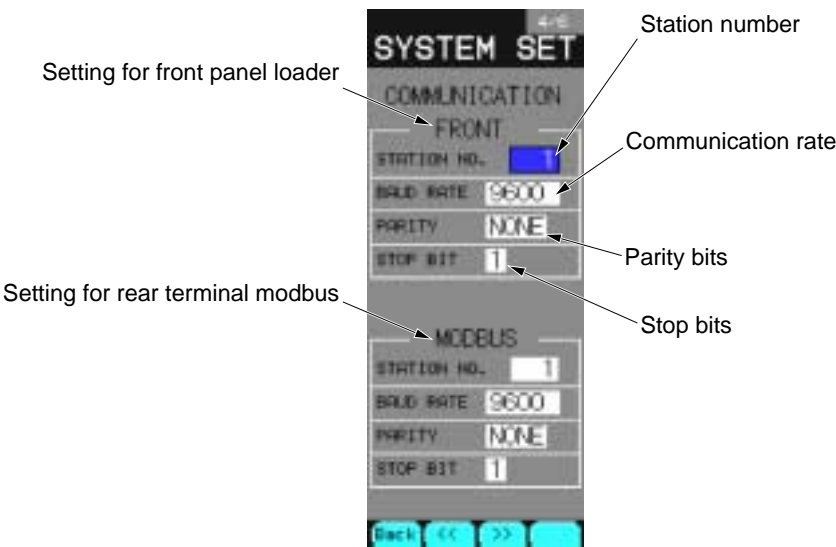 4/6
SYSTEM SET
Station number
Setting for front panel loader
COMMUNICATION
FRONT
STATION NO. 1
Communication rate
BAUD RATE 9600
PARITY NONE
Parity bits
STOP BIT 1
Setting for rear terminal modbus
Stop bits
MODBUS
STATION NO. 1
BAUD RATE 9600
PARITY NONE
STOP BIT 1
Back << >>